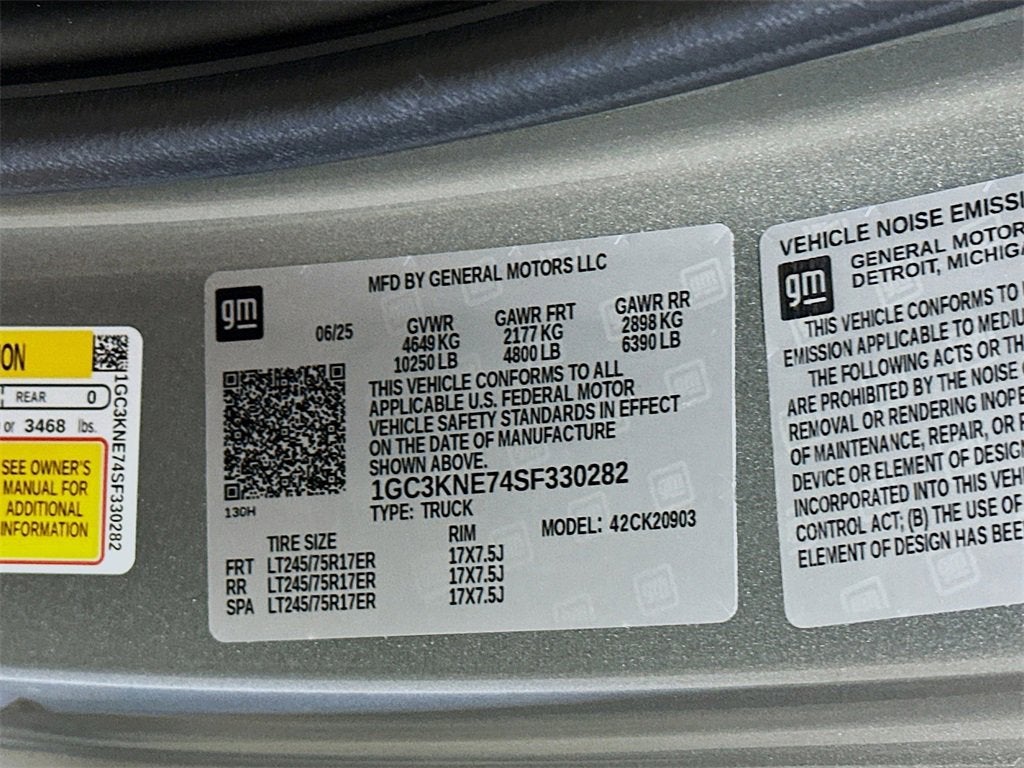 ON
REAR 0
or 3468 lbs.
SEE OWNER'S
MANUAL FOR
ADDITIONAL
INFORMATION
1GC3KNE74SF330282
gm
MFD BY GENERAL MOTORS LLC
06/25
GVWR GAWR FRT GAWR RR
4649 KG 2177 KG 2898 KG
10250 LB 4800 LB 6390 LB
THIS VEHICLE CONFORMS TO ALL
APPLICABLE U.S. FEDERAL MOTOR
VEHICLE SAFETY STANDARDS IN EFFECT
ON THE DATE OF MANUFACTURE
SHOWN ABOVE.
1GC3KNE74SF330282
130H
TYPE: TRUCK
MODEL: 42CK20903
TIRE SIZE RIM
FRT LT245/75R17ER 17X7.5J
RR LT245/75R17ER 17X7.5J
SPA LT245/75R17ER 17X7.5J
VEHICLE NOISE EMISSI
gm
GENERAL MOTOR
DETROIT, MICHIGA
THIS VEHICLE CONFORMS TO
EMISSION APPLICABLE TO MEDIU
THE FOLLOWING ACTS OR TH
ARE PROHIBITED BY THE NOISE
REMOVAL OR RENDERING INOPE
OF MAINTENANCE, REPAIR, OR
DEVICE OR ELEMENT OF DESIG
INCORPORATED INTO THIS VEHI
CONTROL ACT; (B) THE USE OF
ELEMENT OF DESIGN HAS BEE